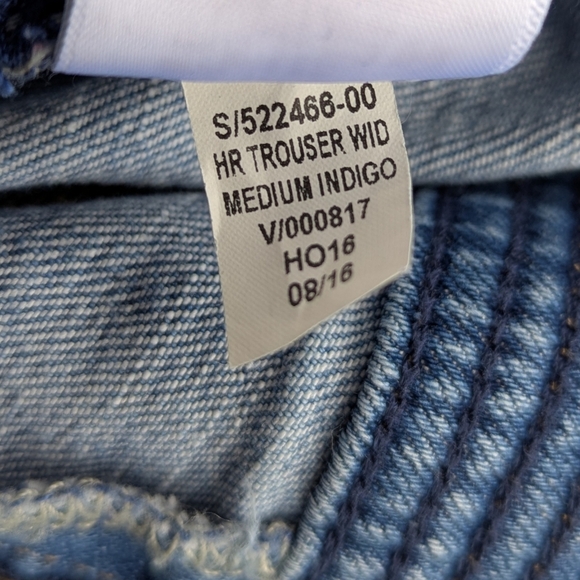 S/522466-00
HR TROUSER WID
MEDIUM INDIGO
V/000817
HO16
08/16